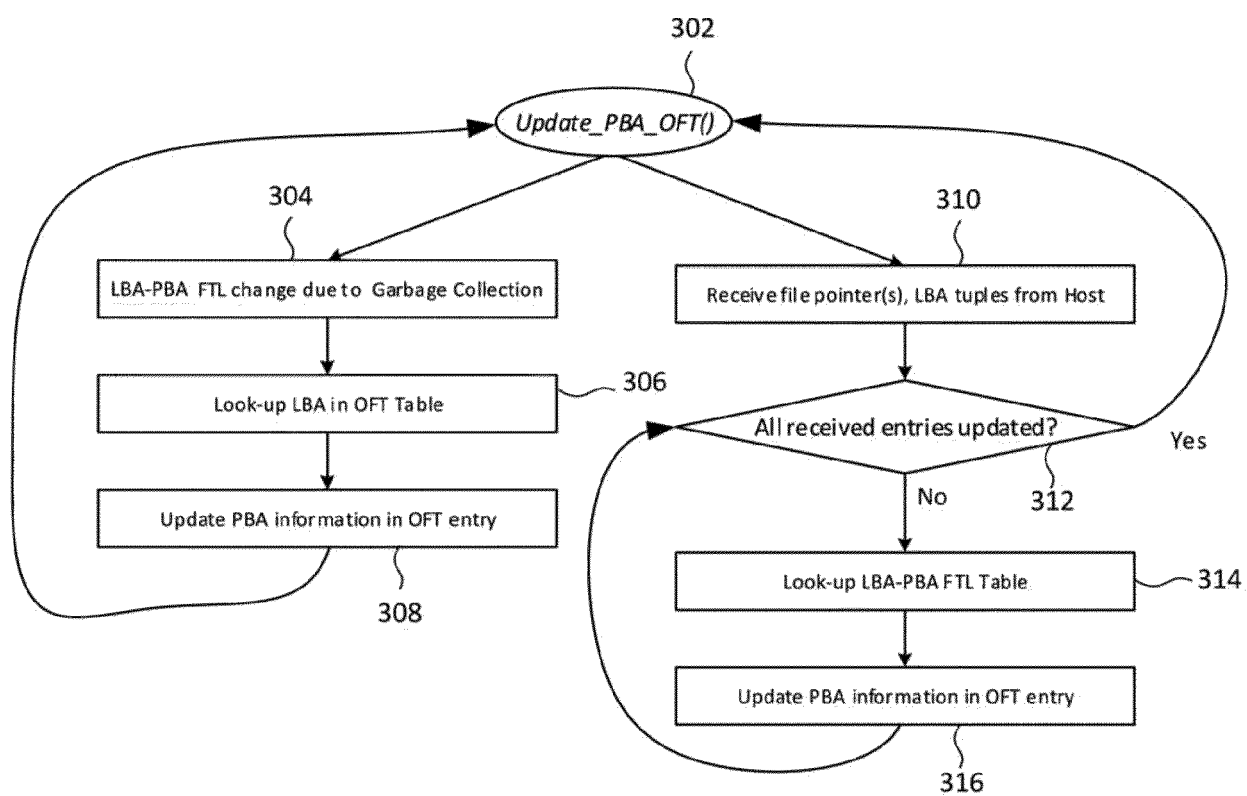 302
Update_PBA_OFT()
304
LBA-PBA FTL change due to Garbage Collection
306
Look-up LBA in OFT Table
Update PBA information in OFT entry
308
310
Receive file pointer(s), LBA tuples from Host
All received entries updated?
Yes
312
No
Look-up LBA-PBA FTL Table
314
Update PBA information in OFT entry
316